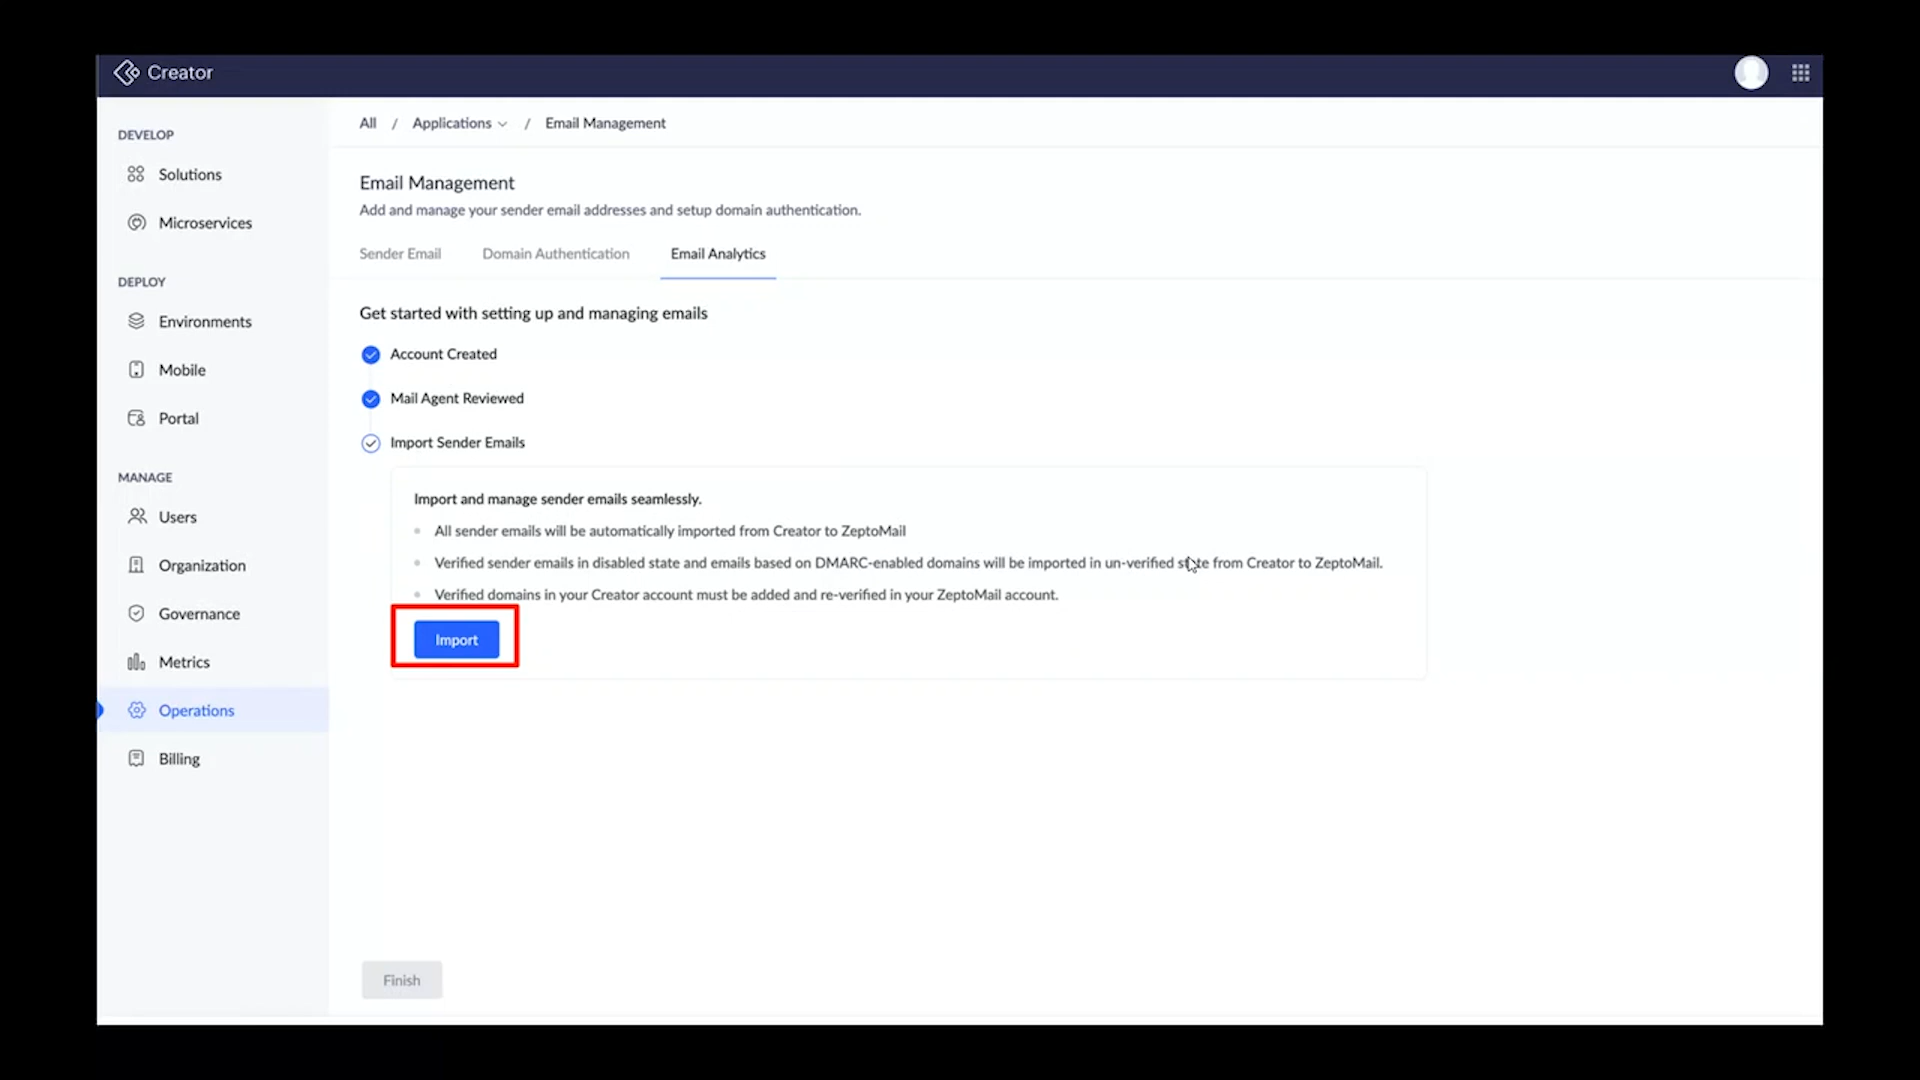 Creator
DEVELOP
Solutions
Microservices
DEPLOY
Environments
Mobile
Portal
MANAGE
Users
Organization
Governance
Metrics
Operations
Billing
All / Applications / Email Management
Email Management
Add and manage your sender email addresses and setup domain authentication.
Sender Email Domain Authentication Email Analytics
Get started with setting up and managing emails
Account Created
Mail Agent Reviewed
Import Sender Emails
Import and manage sender emails seamlessly.
All sender emails will be automatically imported from Creator to ZeptoMail
Verified sender emails in disabled state and emails based on DMARC-enabled domains will be imported in un-verified state from Creator to ZeptoMail.
Verified domains in your Creator account must be added and re-verified in your ZeptoMail account.
Import
Finish